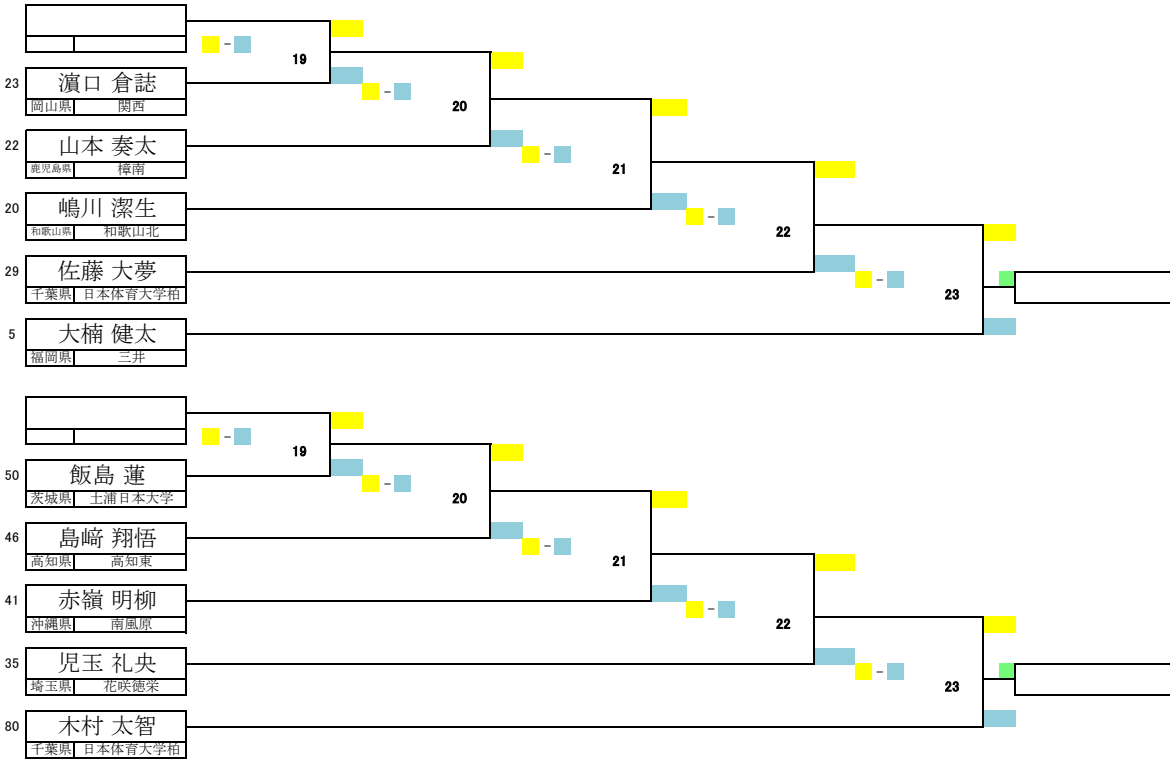 19
23 濵口 倉誌
岡山県 関西
20
22 山本 奏太
鹿児島県 樟南
21
20 嶋川 潔生
和歌山県 和歌山北
22
29 佐藤 大夢
千葉県 日本体育大学柏
23
5 大楠 健太
福岡県 三井
19
50 飯島 蓮
茨城県 土浦日本大学
20
46 島﨑 翔悟
高知県 高知東
21
41 赤嶺 明柳
沖縄県 南風原
22
35 児玉 礼央
埼玉県 花咲徳栄
23
80 木村 太智
千葉県 日本体育大学柏